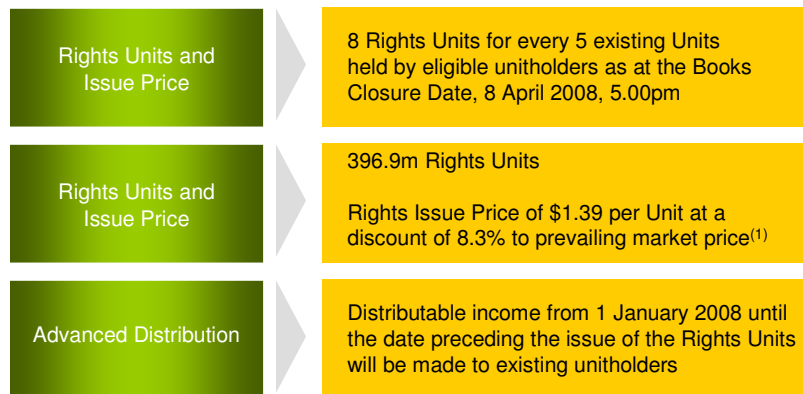 Rights Units and
Issue Price
8 Rights Units for every 5 existing Units
held by eligible unitholders as at the Books
Closure Date, 8 April 2008, 5.00pm
Rights Units and
Issue Price
396.9m Rights Units
Rights Issue Price of $1.39 per Unit at a
discount of 8.3% to prevailing market price(1)
Advanced Distribution
Distributable income from 1 January 2008 until
the date preceding the issue of the Rights Units
will be made to existing unitholders